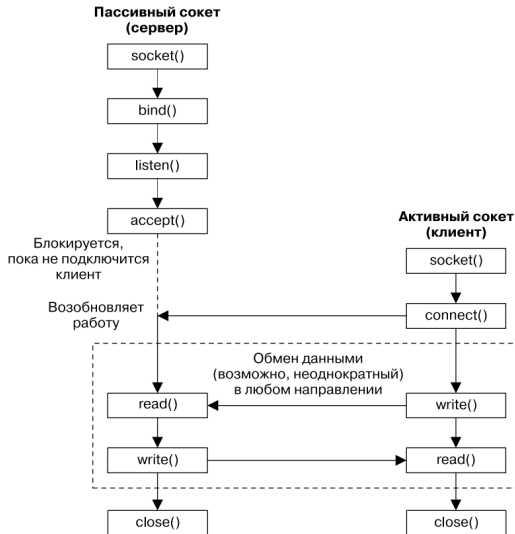 Пассивный сокет
(сервер)
socket()
bind()
listen()
accept()
Блокируется,
пока не подключится
клиент
Активный сокет
(клиент)
socket()
Возобновляет
работу
connect()
Обмен данными
(возможно, неоднократный)
в любом направлении
read()
write()
write()
read()
close()
close()